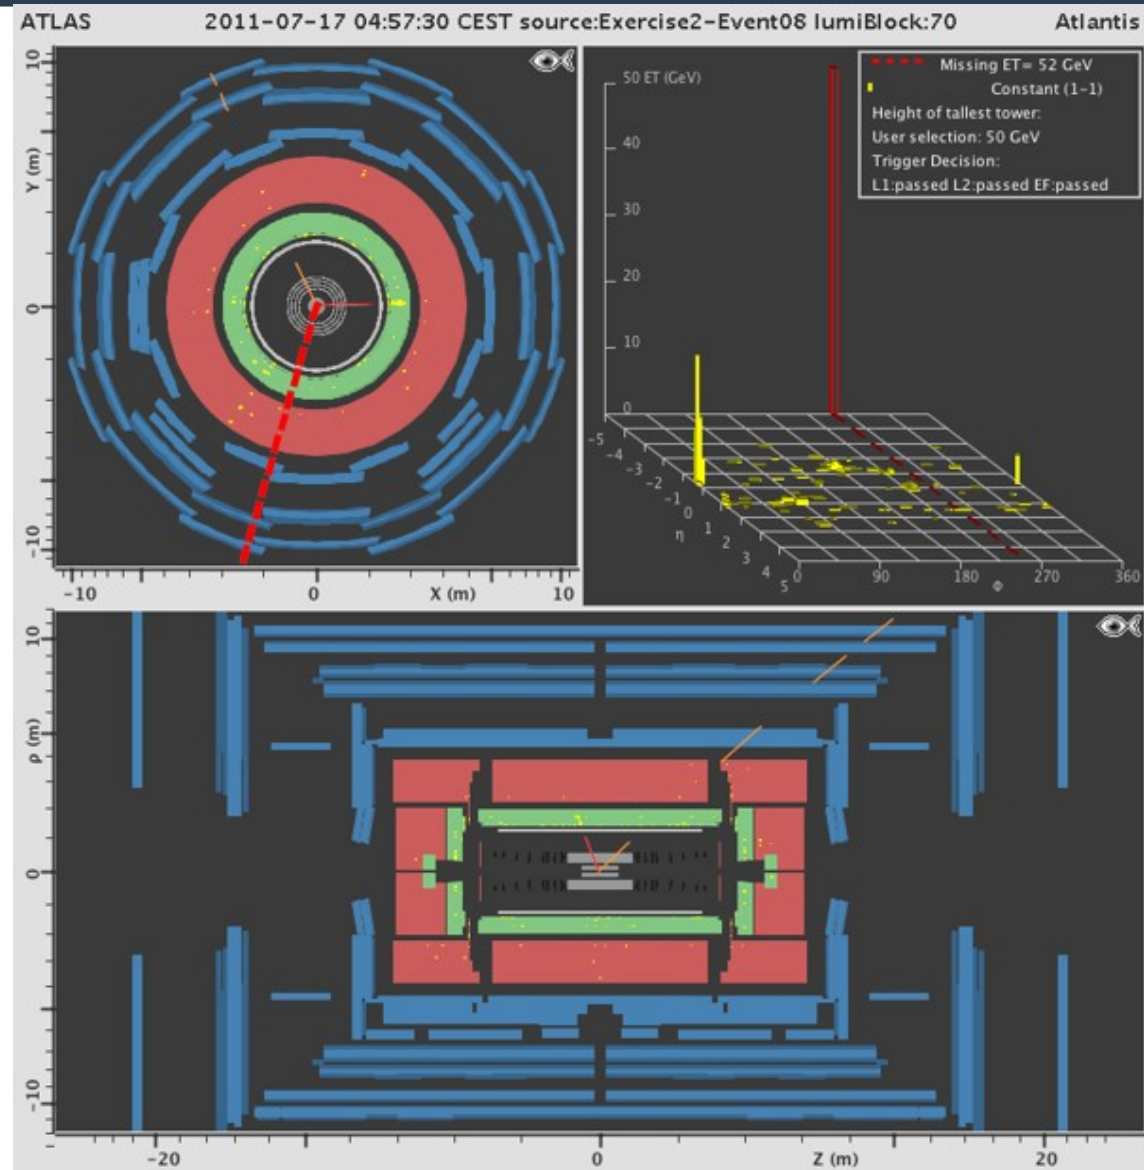 ATLAS 2011-07-17 04:57:30 CEST source:Exercise2-Event08 lumiBlock:70 Atlantis
10
Y (m)
0
-10
-10 0 X (m) 10
50 ET (GeV)
40
30
20
10
0
-5
-4
-3
-2
-1
0
1
2
3
4
5
η
0 90 180 270 360
Φ
Missing ET= 52 GeV
Constant (1-1)
Height of tallest tower:
User selection: 50 GeV
Trigger Decision:
L1:passed L2:passed EF:passed
10
ρ (m)
0
-10
-20 0 Z (m) 20